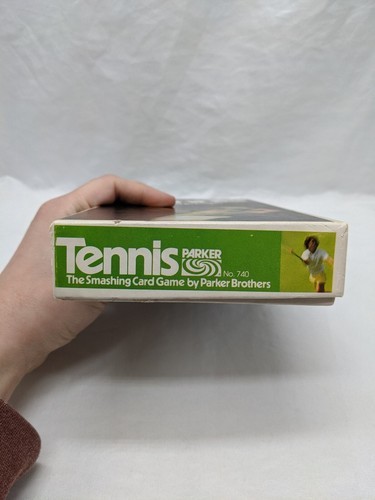 Tennis PARKER No. 740
The Smashing Card Game by Parker Brothers